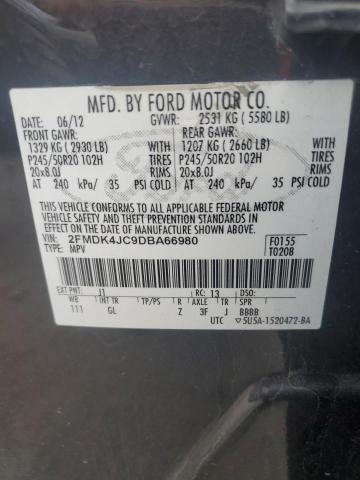 MFD. BY FORD MOTOR CO.
DATE: 06/12 GVWR: 2531 KG ( 5580 LB)
FRONT GAWR: REAR GAWR:
1329 KG ( 2930 LB) 1207 KG ( 2660 LB)
P245/50R20 102H TIRES P245/50R20 102H TIRES
20x8.0J RIMS 20x8.0J RIMS
AT 240 kPa/ 35 PSI COLD AT 240 kPa/ 35 PSI COLD
THIS VEHICLE CONFORMS TO ALL APPLICABLE FEDERAL MOTOR
VEHICLE SAFETY AND THEFT PREVENTION STANDARDS IN
EFFECT ON THE DATE OF MANUFACTURE SHOWN ABOVE.
VIN: 2FMDK4JC9DBA66980 F0155
TYPE: MPV T0208
EXT PNT: J1 RC: 13 DSO:
WB INT TR TP/PS R AXLE TR
111 GL Z 3F J BBBB
UTC 5U5A-1520472-BA